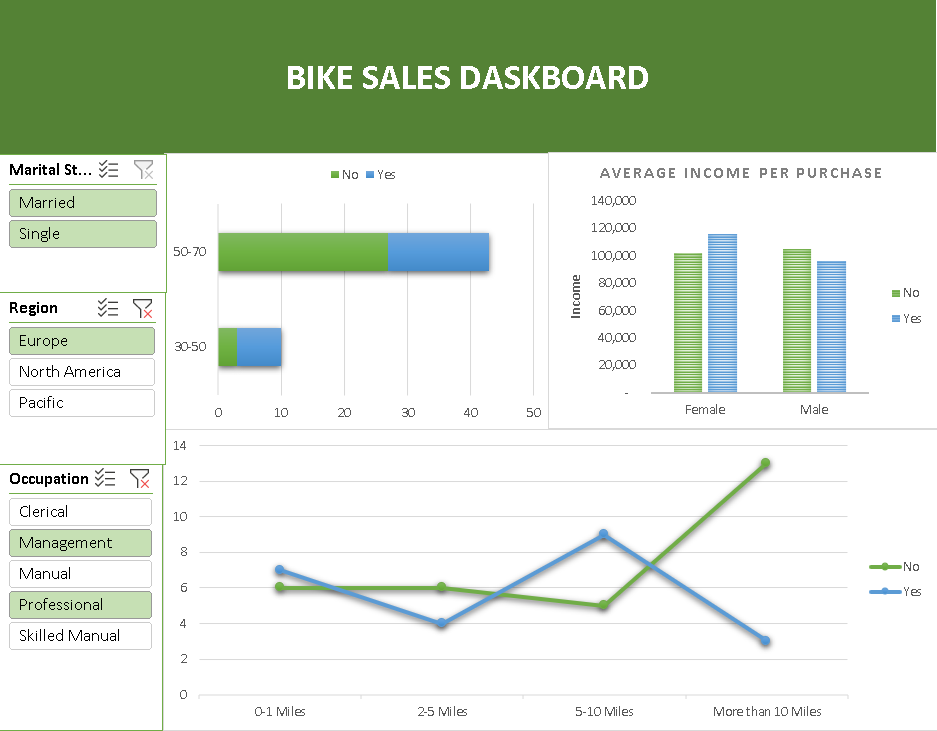 BIKE SALES DASKBOARD
Marital St...
Married
Single
Region
Europe
North America
Pacific
Occupation
Clerical
Management
Manual
Professional
Skilled Manual
No Yes
50-70
30-50
0 10 20 30 40 50
AVERAGE INCOME PER PURCHASE
Income
140,000
120,000
100,000
80,000
60,000
40,000
20,000
-
Female Male
No
Yes
14
12
10
8
6
4
2
0
0-1 Miles 2-5 Miles 5-10 Miles More than 10 Miles
No
Yes